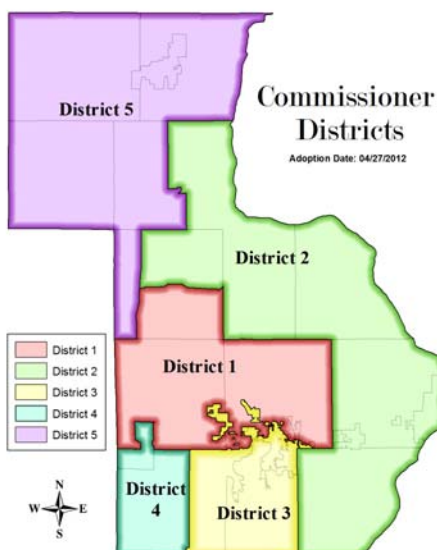 Commissioner
Districts
Adoption Date: 04/27/2012
District 5
District 2
District 1
District 1
District 2
District 3
District 4
District 5
District
4
District 3
N
W E
S